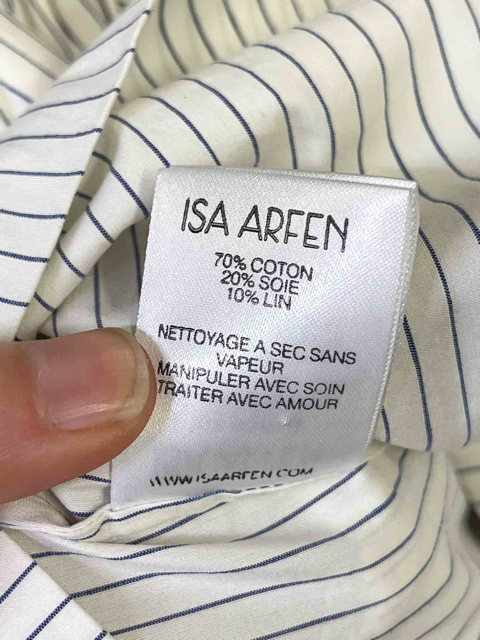 ISA ARFEN
70% COTON
20% SOIE
10% LIN
NETTOYAGE A SEC SANS
VAPEUR
MANIPULER AVEC SOIN
TRAITER AVEC AMOUR
WWW.ISAARFEN.COM